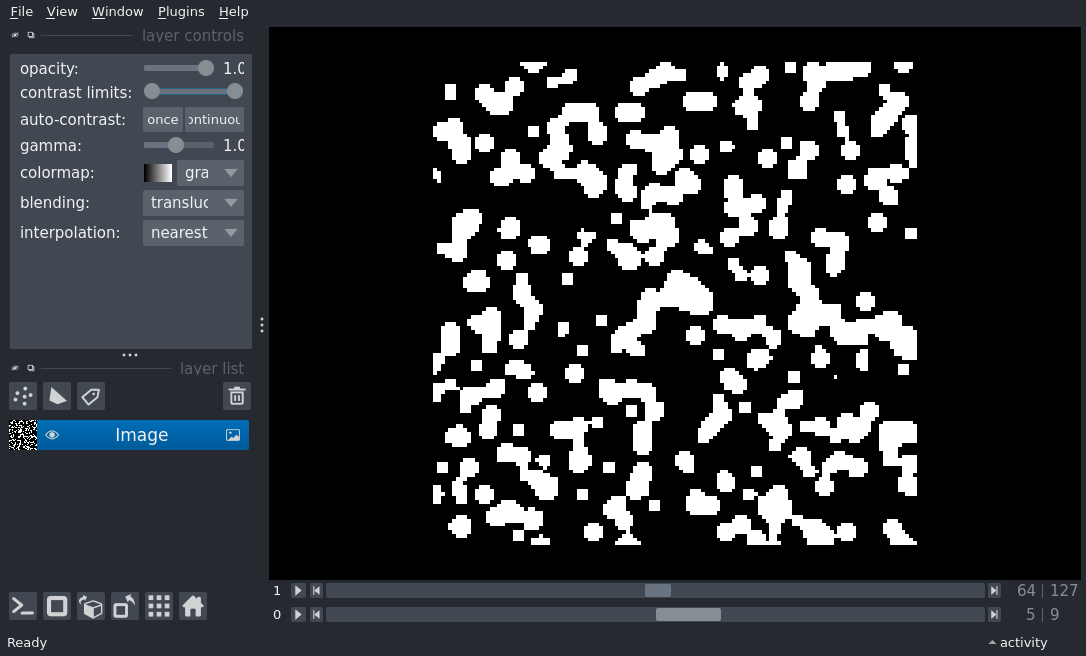 File View Window Plugins Help
layer controls
opacity: 1.0
contrast limits:
auto-contrast: once ontinuou
gamma: 1.0
colormap: gra
blending: transluc
interpolation: nearest
layer list
Image
1 64 | 127
0 5 | 9
Ready activity